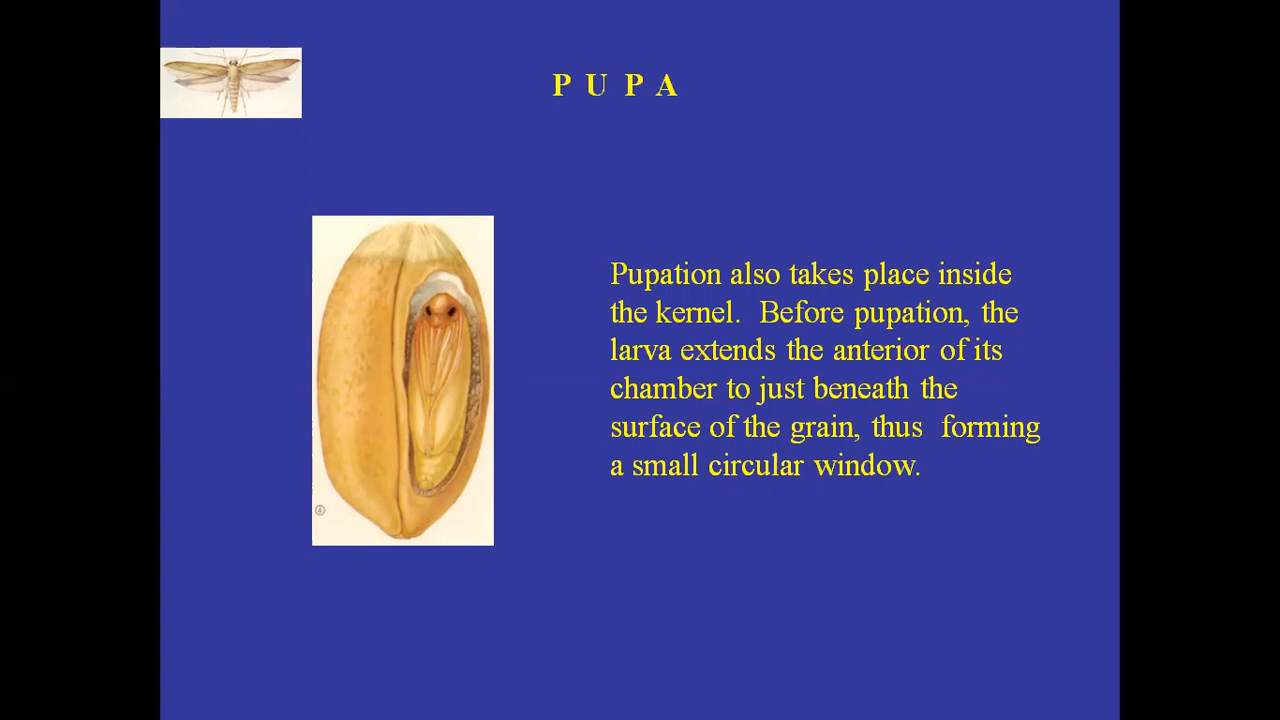 P U P A
Pupation also takes place inside
the kernel.  Before pupation, the
larva extends the anterior of its
chamber to just beneath the
surface of the grain, thus  forming
a small circular window.
4